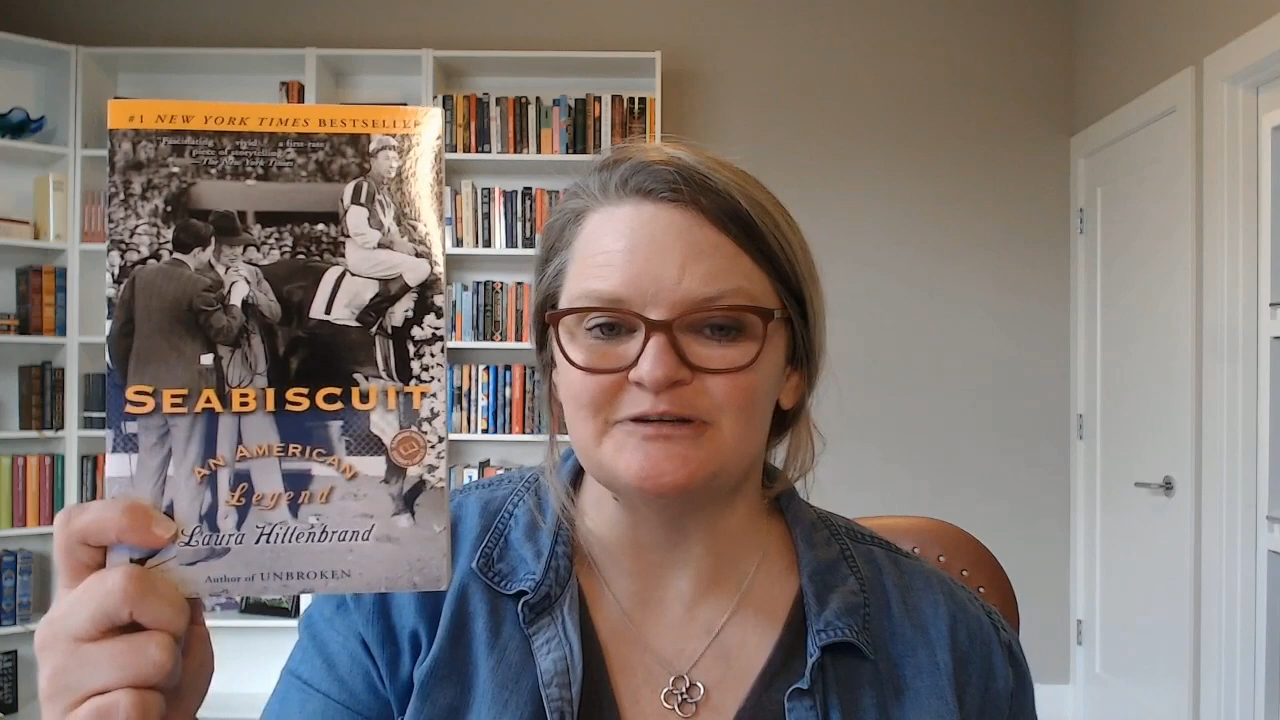 #1 NEW YORK TIMES BESTSELLER
"Fascinating vivid a first-rate
piece of storytelling
—The New York Times
SEABISCUIT
AN AMERICAN
Legend
Laura Hillenbrand
Author of UNBROKEN